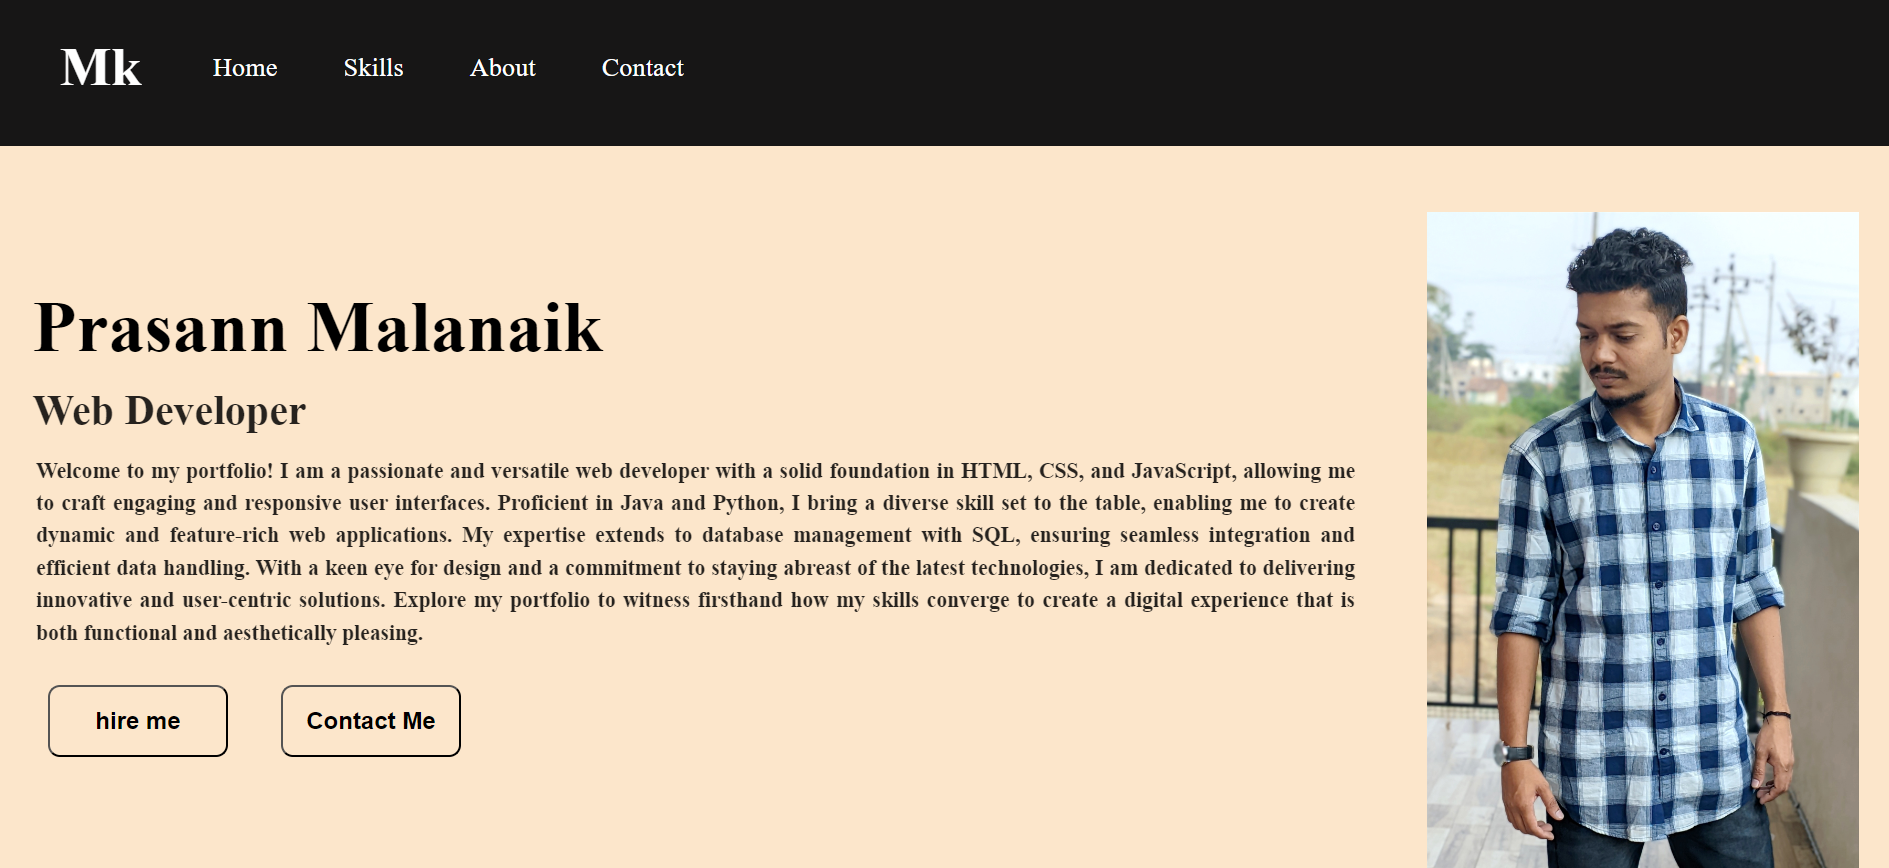 Mk Home Skills About Contact
Prasann Malanaik
Web Developer
Welcome to my portfolio! I am a passionate and versatile web developer with a solid foundation in HTML, CSS, and JavaScript, allowing me
to craft engaging and responsive user interfaces. Proficient in Java and Python, I bring a diverse skill set to the table, enabling me to create
dynamic and feature-rich web applications. My expertise extends to database management with SQL, ensuring seamless integration and
efficient data handling. With a keen eye for design and a commitment to staying abreast of the latest technologies, I am dedicated to delivering
innovative and user-centric solutions. Explore my portfolio to witness firsthand how my skills converge to create a digital experience that is
both functional and aesthetically pleasing.
hire me Contact Me